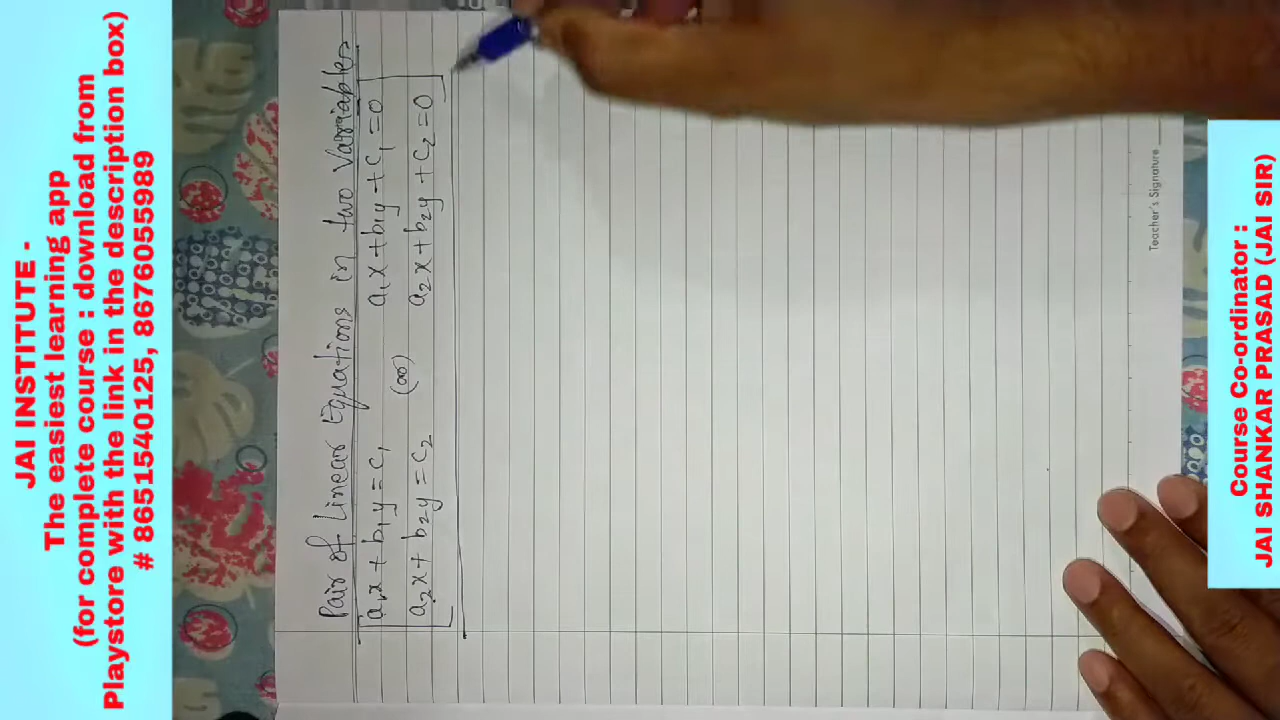 JAI INSTITUTE -
The easiest learning app
(for complete course : download from
Playstore with the link in the description box)
# 8651540125, 8676055989
Pair of Linear Equations in two Variables
a₁x + b₁y = c₁ a₁x + b₁y + c₁ = 0
(or)
a₂x + b₂y = c₂ a₂x + b₂y + c₂ = 0
Teacher's Signature
Course Co-ordinator :
JAI SHANKAR PRASAD (JAI SIR)